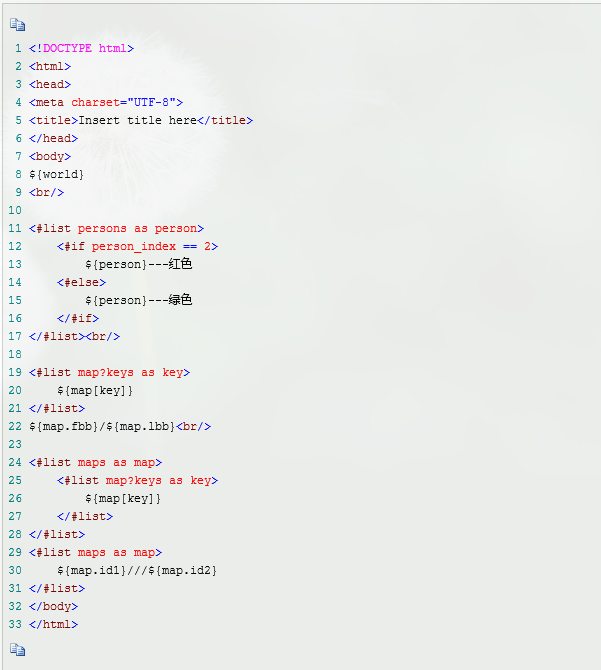 1 <!DOCTYPE html>
2 <html>
3 <head>
4 <meta charset="UTF-8">
5 <title>Insert title here</title>
6 </head>
7 <body>
8 ${world}
9 <br/>
10
11 <#list persons as person>
12     <#if person_index == 2>
13         ${person}---红色
14     <#else>
15         ${person}---绿色
16     </#if>
17 </#list><br/>
18
19 <#list map?keys as key>
20     ${map[key]}
21 </#list>
22 ${map.fbb}/${map.lbb}<br/>
23
24 <#list maps as map>
25     <#list map?keys as key>
26         ${map[key]}
27     </#list>
28 </#list>
29 <#list maps as map>
30     ${map.id1}///${map.id2}
31 </#list>
32 </body>
33 </html>